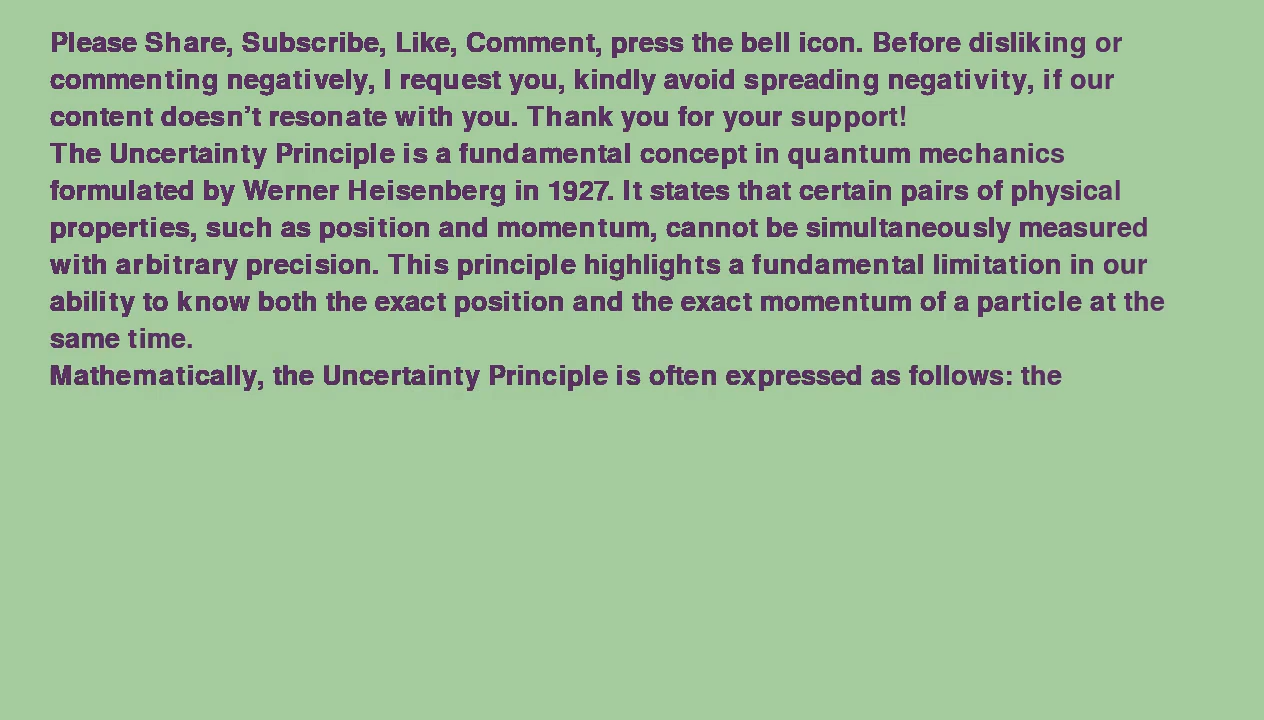 Please Share, Subscribe, Like, Comment, press the bell icon. Before disliking or
commenting negatively, I request you, kindly avoid spreading negativity, if our
content doesn’t resonate with you. Thank you for your support!
The Uncertainty Principle is a fundamental concept in quantum mechanics
formulated by Werner Heisenberg in 1927. It states that certain pairs of physical
properties, such as position and momentum, cannot be simultaneously measured
with arbitrary precision. This principle highlights a fundamental limitation in our
ability to know both the exact position and the exact momentum of a particle at the
same time.
Mathematically, the Uncertainty Principle is often expressed as follows: the